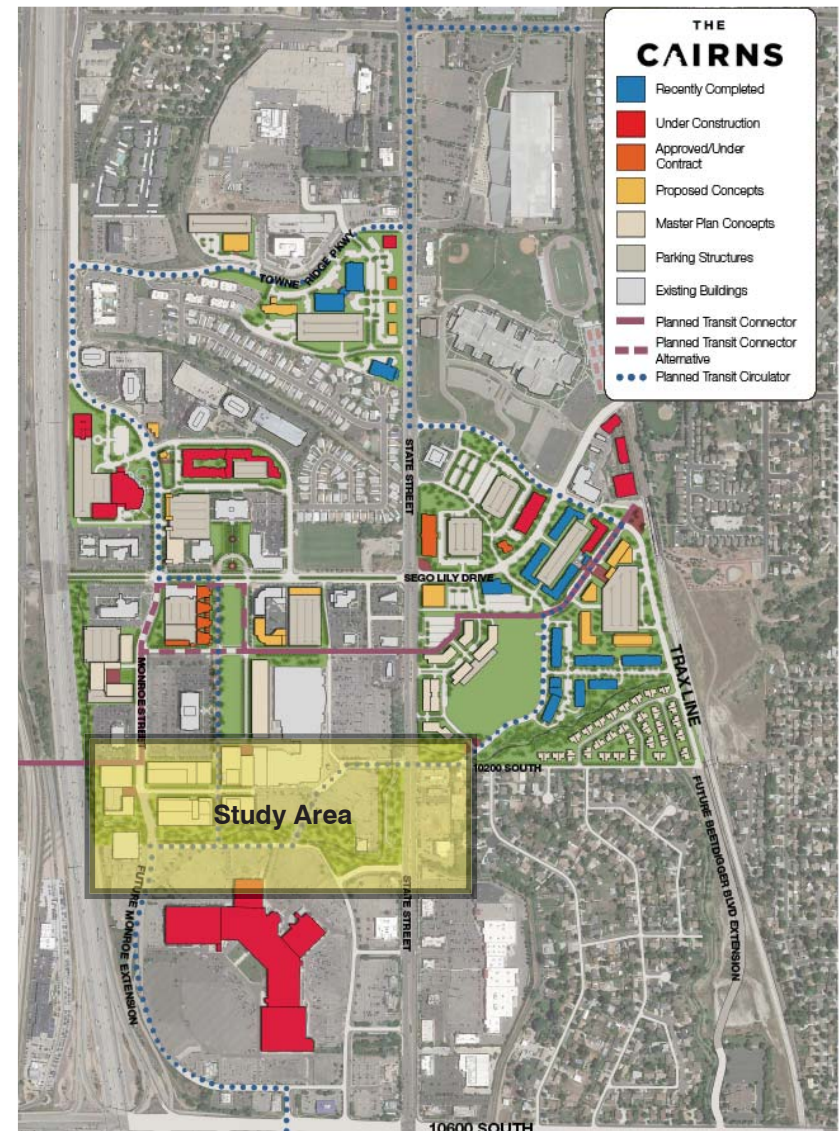 THE
CAIRNS
Recently Completed
Under Construction
Approved/Under
Contract
Proposed Concepts
Master Plan Concepts
Parking Structures
Existing Buildings
Planned Transit Connector
Planned Transit Connector
Alternative
Planned Transit Circulator
TOWNE RIDGE PKWY.
STATE STREET
SEGO LILY DRIVE
MONROE STREET
TRAX LINE
10200 SOUTH
Study Area
FUTURE MONROE EXTENSION
STATE STREET
FUTURE BEETDIGGER BLVD EXTENSION
10600 SOUTH